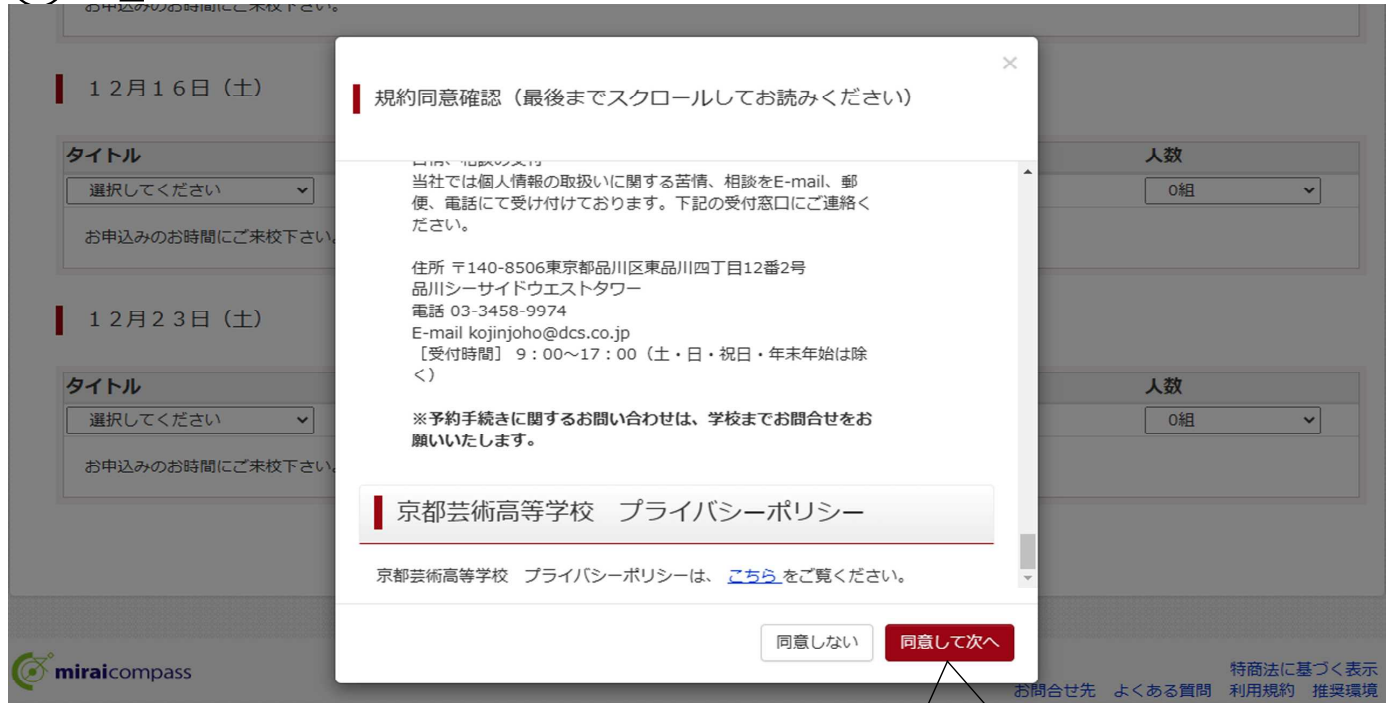 お申込みのお時間にご来校下さい。
×
規約同意確認（最後までスクロールしてお読みください）
１２月１６日（土）
タイトル
人数
選択してください
0組
お申込みのお時間にご来校下さい。
当社では個人情報の取扱いに関する苦情、相談をE-mail、郵
便、電話にて受け付けております。下記の受付窓口にご連絡く
ださい。
住所 〒140-8506東京都品川区東品川四丁目12番2号
品川シーサイドウエストタワー
電話 03-3458-9974
E-mail kojinjoho@dcs.co.jp
［受付時間］ 9：00～17：00（土・日・祝日・年末年始は除
く）
※予約手続きに関するお問い合わせは、学校までお問合せをお
願いいたします。
１２月２３日（土）
タイトル
人数
選択してください
0組
お申込みのお時間にご来校下さい。
京都芸術高等学校　プライバシーポリシー
京都芸術高等学校　プライバシーポリシーは、 こちら をご覧ください。
同意しない
同意して次へ
miraicompass
特商法に基づく表示
お問合せ先 よくある質問 利用規約 推奨環境